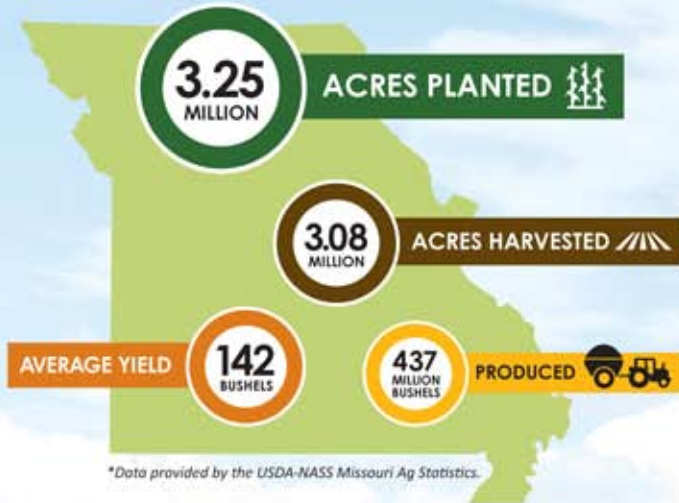 3.25
MILLION
ACRES PLANTED
3.08
MILLION
ACRES HARVESTED
AVERAGE YIELD
142
BUSHELS
437
MILLION
BUSHELS
PRODUCED
*Data provided by the USDA-NASS Missouri Ag Statistics.